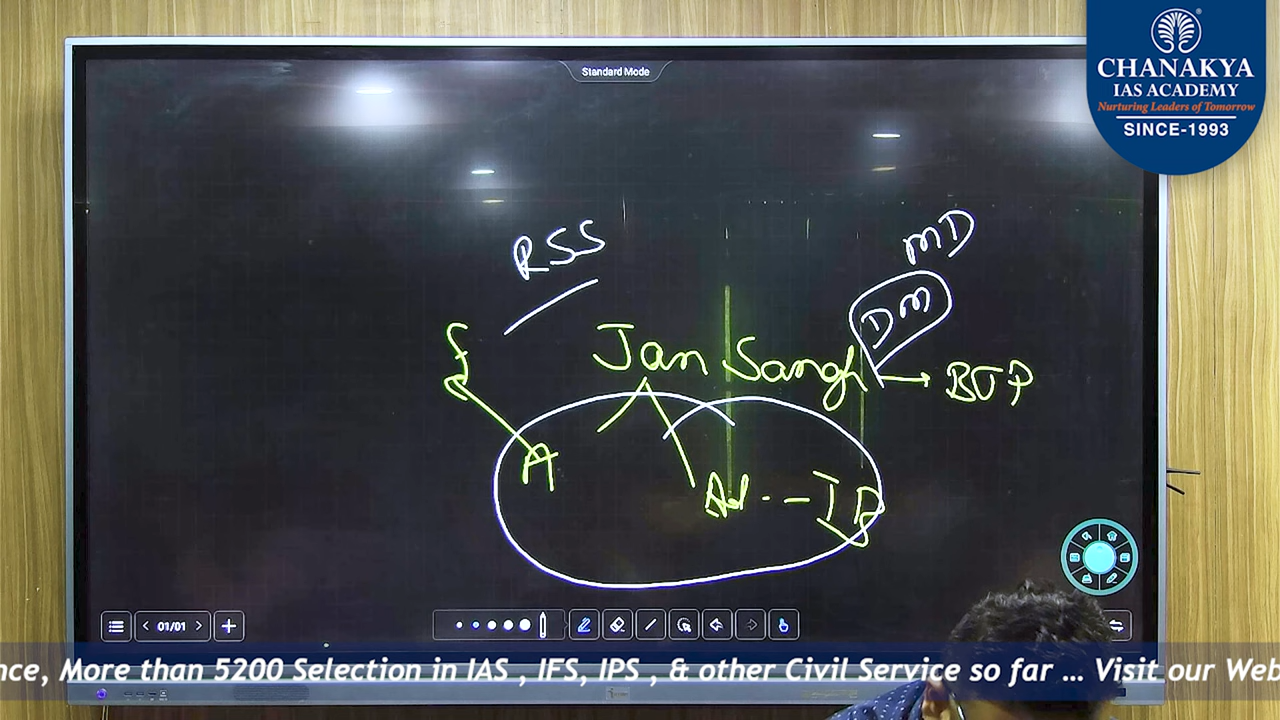 Standard Mode
CHANAKYA
IAS ACADEMY
Nurturing Leaders of Tomorrow
SINCE-1993
MD
RSS
DM
Jan Sangh → BJP
A
01/01
nce, More than 5200 Selection in IAS , IFS, IPS , & other Civil Service so far ... Visit our Web